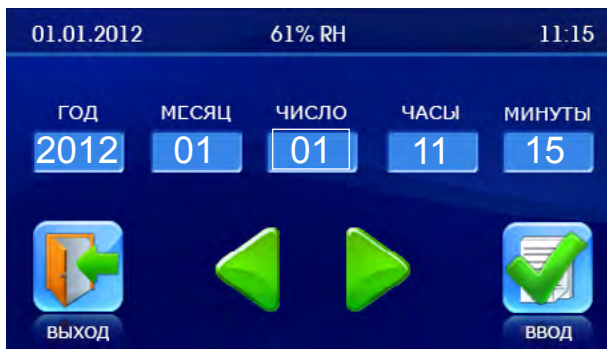 01.01.2012 61% RH 11:15
ГОД МЕСЯЦ ЧИСЛО ЧАСЫ МИНУТЫ
2012 01 01 11 15
ВЫХОД ВВОД